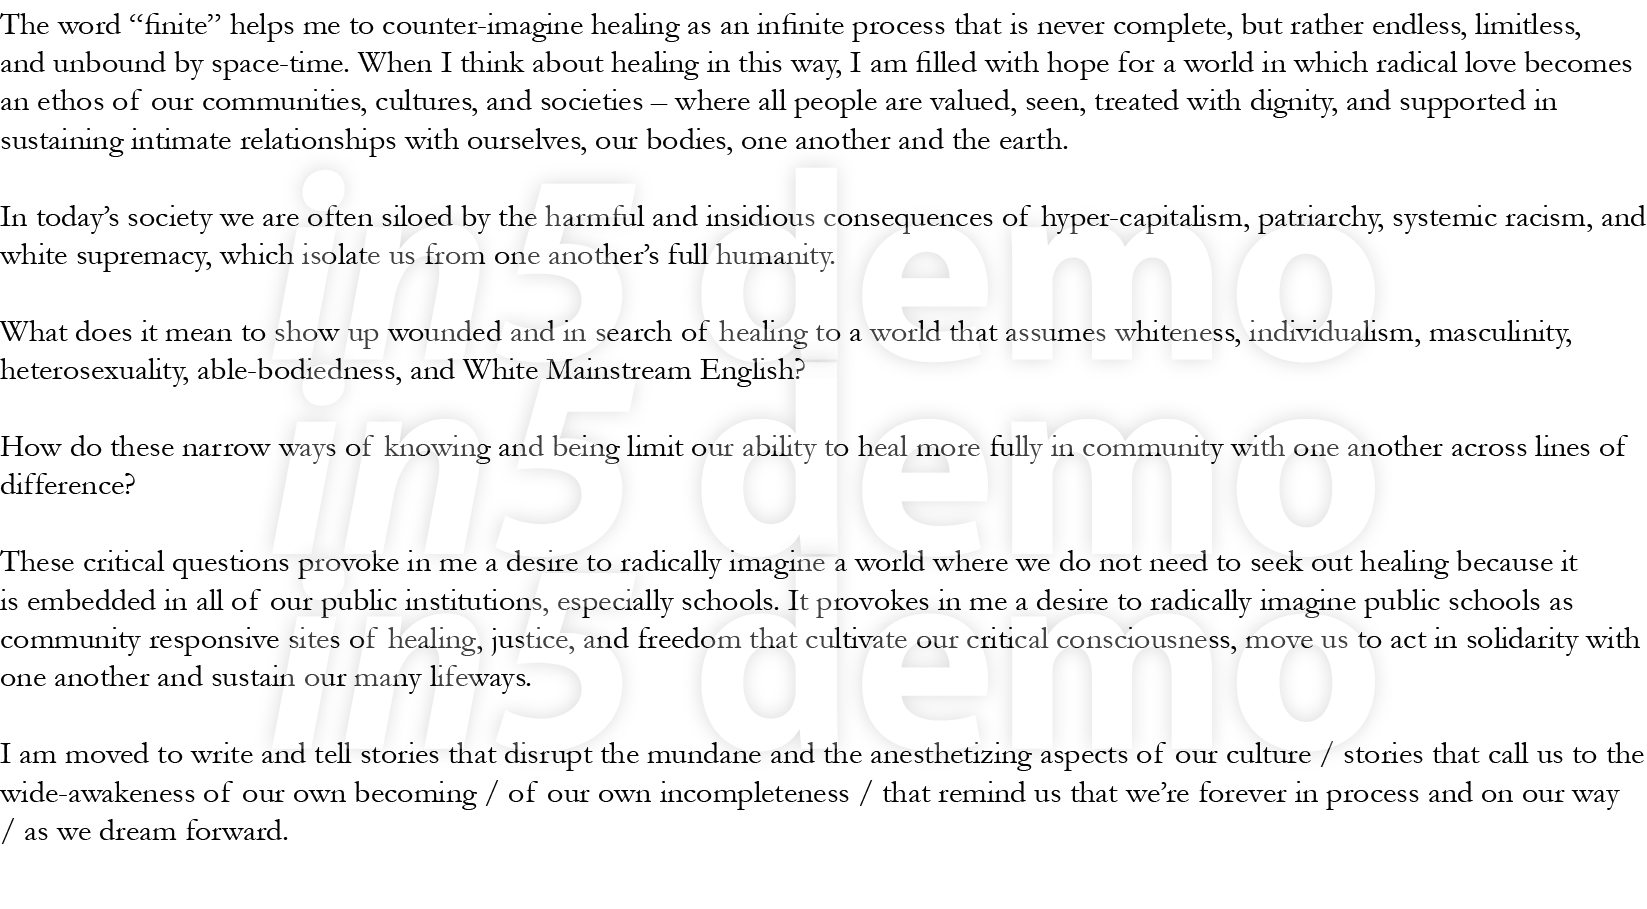 The word “finite” helps me to counter-imagine healing as an infinite process that is never complete, but rather endless, limitless,
and unbound by space-time. When I think about healing in this way, I am filled with hope for a world in which radical love becomes
an ethos of our communities, cultures, and societies – where all people are valued, seen, treated with dignity, and supported in
sustaining intimate relationships with ourselves, our bodies, one another and the earth.
In today’s society we are often siloed by the harmful and insidious consequences of hyper-capitalism, patriarchy, systemic racism, and
white supremacy, which isolate us from one another’s full humanity.
What does it mean to show up wounded and in search of healing to a world that assumes whiteness, individualism, masculinity,
heterosexuality, able-bodiedness, and White Mainstream English?
How do these narrow ways of knowing and being limit our ability to heal more fully in community with one another across lines of
difference?
These critical questions provoke in me a desire to radically imagine a world where we do not need to seek out healing because it
is embedded in all of our public institutions, especially schools. It provokes in me a desire to radically imagine public schools as
community responsive sites of healing, justice, and freedom that cultivate our critical consciousness, move us to act in solidarity with
one another and sustain our many lifeways.
I am moved to write and tell stories that disrupt the mundane and the anesthetizing aspects of our culture / stories that call us to the
wide-awakeness of our own becoming / of our own incompleteness / that remind us that we’re forever in process and on our way
/ as we dream forward.
in5 demo
in5 demo
in5 demo